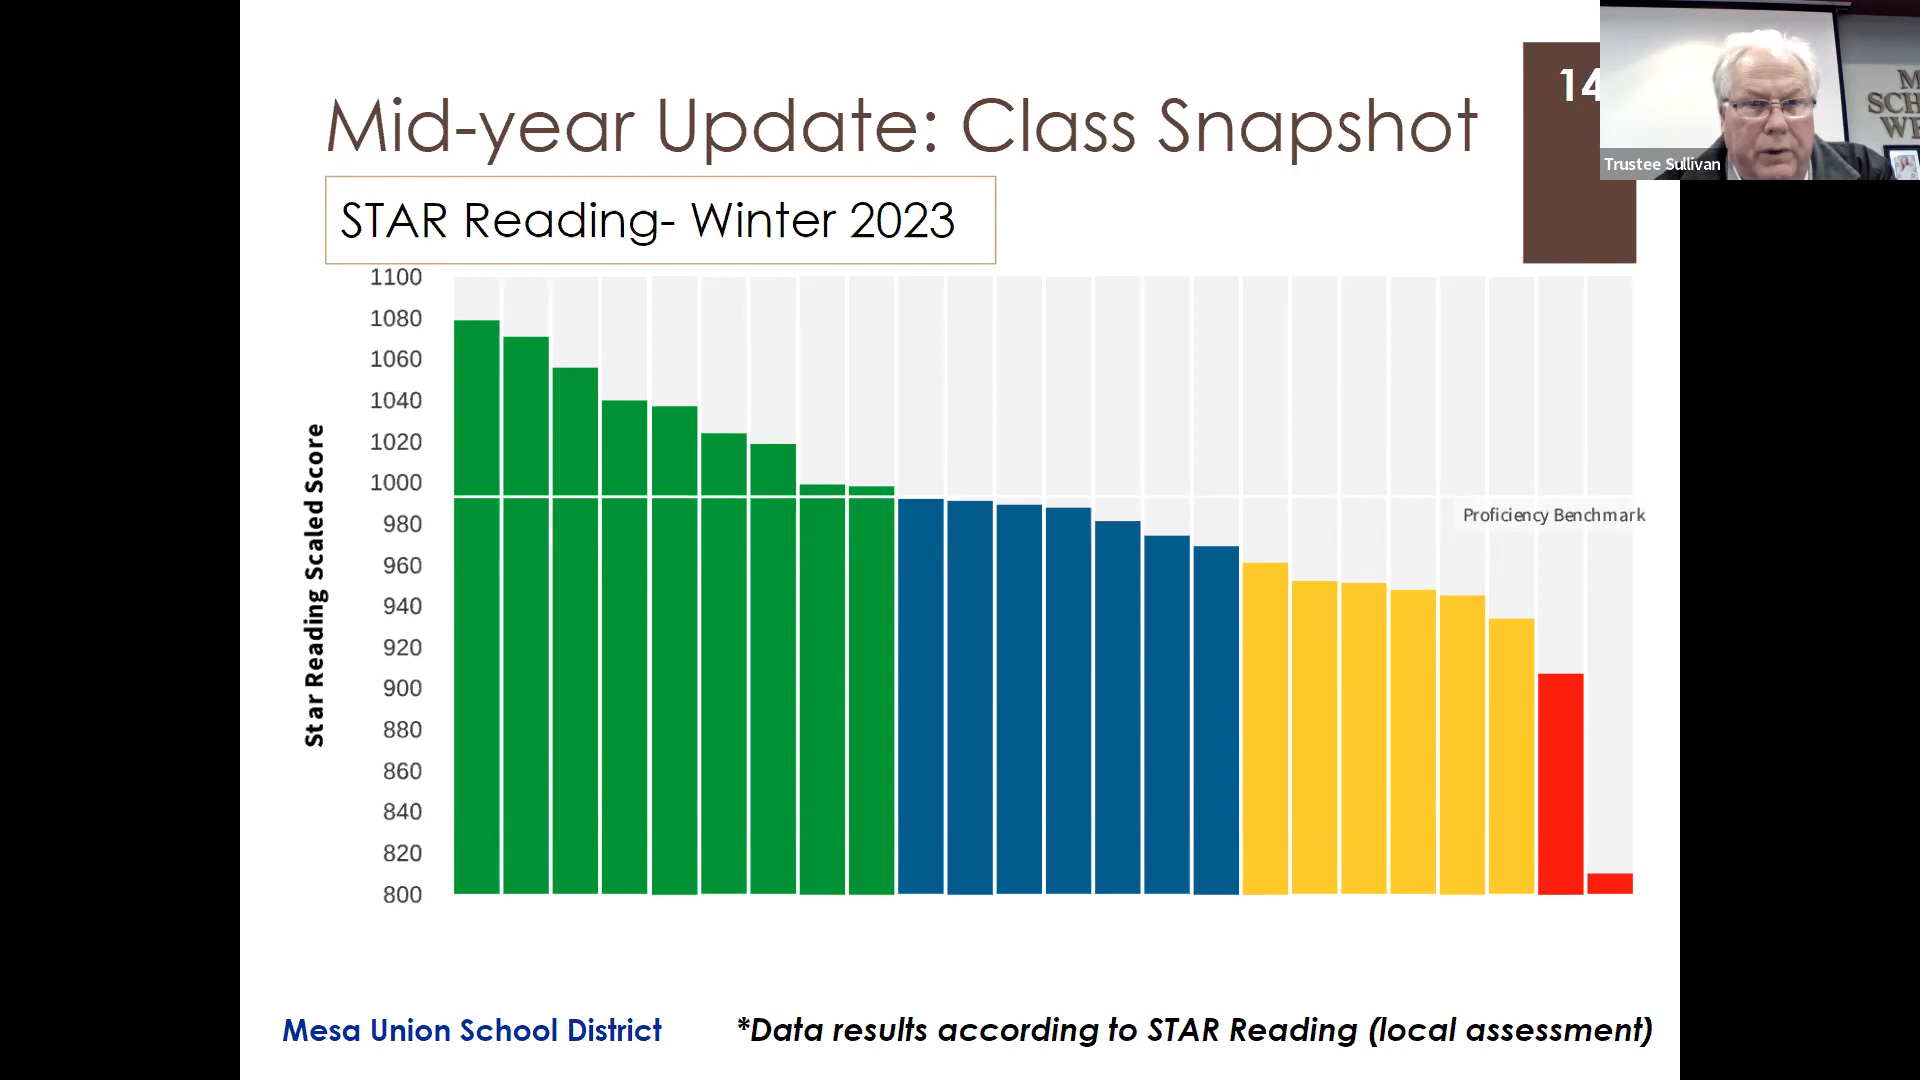 Mid-year Update: Class Snapshot
14
Trustee Sullivan
STAR Reading- Winter 2023
1100
1080
1060
1040
1020
1000
980
960
940
920
900
880
860
840
820
800
Star Reading Scaled Score
Proficiency Benchmark
Mesa Union School District
*Data results according to STAR Reading (local assessment)